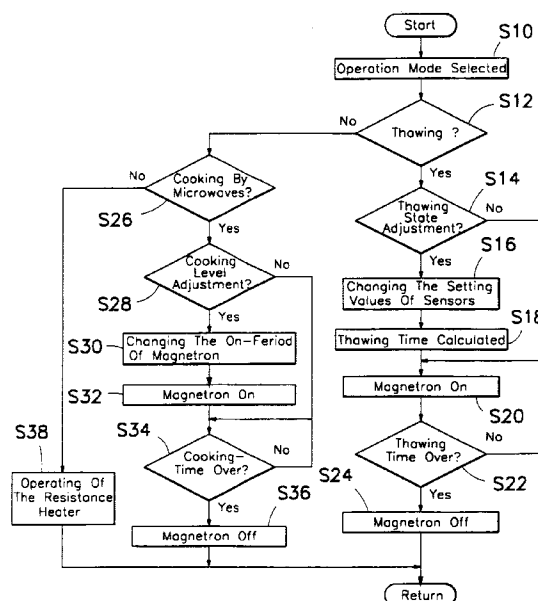 Start
S10
Operation Mode Selected
S12
No
Thawing ?
Yes
S14
No
Cooking By
Microwaves?
S26
Yes
Thawing
State
Adjustment?
No
Yes
S16
Cooking
Level
Adjustment?
No
S28
Yes
Changing The Setting
Values Of Sensors
S18
S30
Changing The On-Feriod
Of Magnetron
Thawing Time Calculated
S32
Magnetron On
Magnetron On
S20
S34
Cooking-
Time Over?
No
Yes
Thawing
Time Over?
No
S22
Yes
S38
Operating Of
The Resistance
Heater
S36
Magnetron Off
S24
Magnetron Off
Return